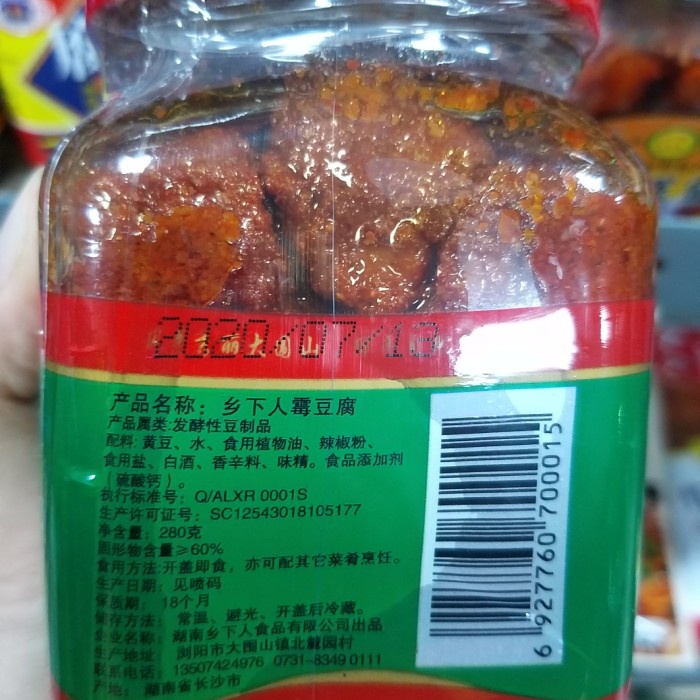 2020/07/18
大围山
产品名称：乡下人霉豆腐
产品属类:发酵性豆制品
配料:黄豆、水、食用植物油、辣椒粉、
食用盐、白酒、香辛料、味精。食品添加剂
（硫酸钙）。
执行标准号：Q/ALXR 0001S
生产许可证号：SC12543018105177
净含量：280克
固形物含量≥60%
食用方法:开盖即食，亦可配其它菜肴烹饪。
生产日期：见喷码
保质期：18个月
储存方法：常温、避光、开盖后冷藏。
企业名称：湖南乡下人食品有限公司出品
生产地址：浏阳市大围山镇北麓园村
联系电话：13507424976 0731-83490111
产地：湖南省长沙市
6 927760 700015